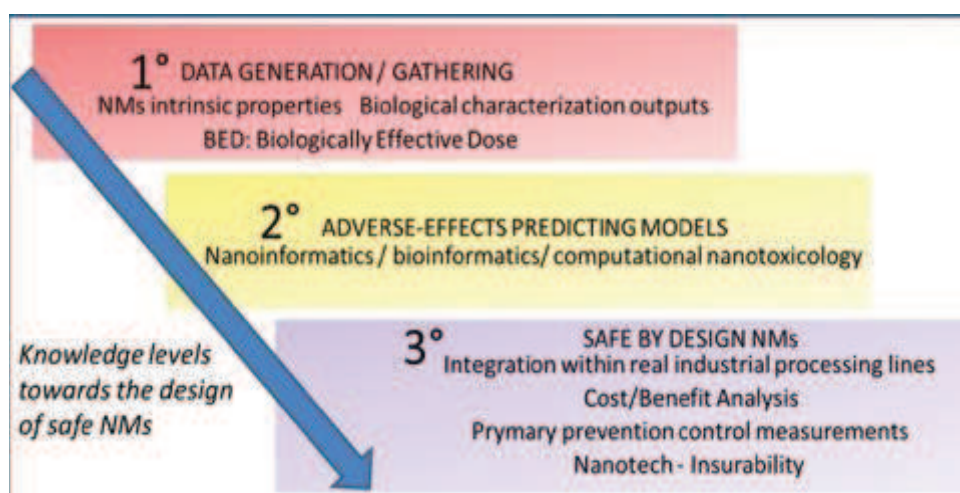 1° DATA GENERATION / GATHERING
NMs intrinsic properties Biological characterization outputs
BED: Biologically Effective Dose
2° ADVERSE-EFFECTS PREDICTING MODELS
Nanoinformatics / bioinformatics/ computational nanotoxicology
3° SAFE BY DESIGN NMs
Integration within real industrial processing lines
Cost/Benefit Analysis
Prymary prevention control measurements
Nanotech - Insurability
Knowledge levels
towards the design
of safe NMs